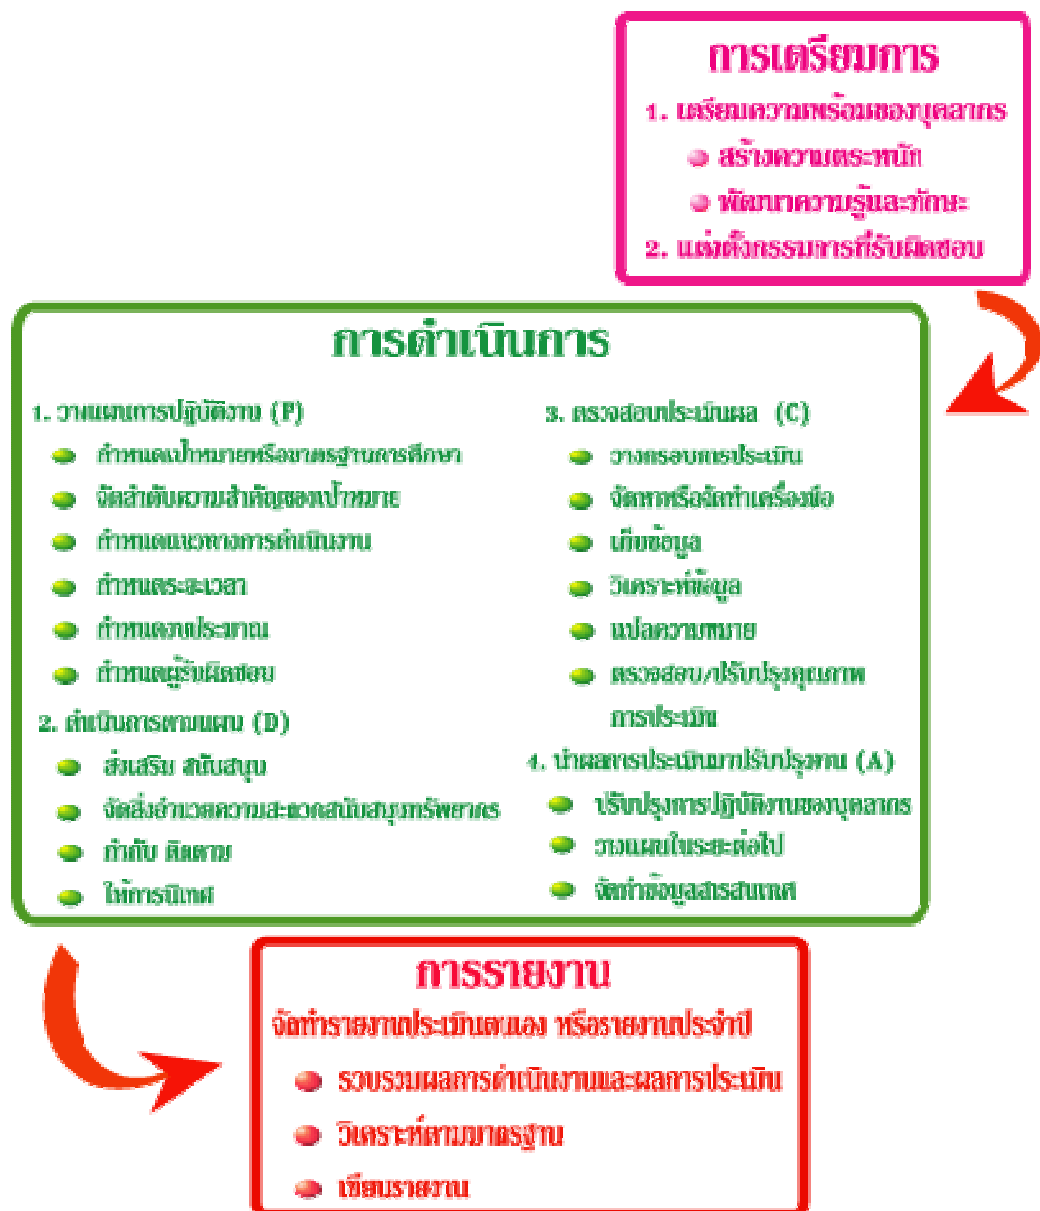 การเตรียมการ
1. เตรียมความพร้อมของบุคลากร
สร้างความตระหนัก
พัฒนาความรู้และทักษะ
2. แต่งตั้งกรรมการที่รับผิดชอบ
การดำเนินการ
1. วางแผนการปฏิบัติงาน (P)
กำหนดเป้าหมายหรือมาตรฐานการศึกษา
จัดลำดับความสำคัญของเป้าหมาย
กำหนดแนวทางการดำเนินงาน
กำหนดระยะเวลา
กำหนดงบประมาณ
กำหนดผู้รับผิดชอบ
2. ดำเนินการตามแผน (D)
ส่งเสริม สนับสนุน
จัดสิ่งอำนวยความสะดวกสนับสนุนทรัพยากร
กำกับ ติดตาม
ให้การนิเทศ
3. ตรวจสอบประเมินผล (C)
วางกรอบการประเมิน
จัดหาหรือจัดทำเครื่องมือ
เก็บข้อมูล
วิเคราะห์ข้อมูล
แปลความหมาย
ตรวจสอบ/ปรับปรุงคุณภาพ
การประเมิน
4. นำผลการประเมินมาปรับปรุงงาน (A)
ปรับปรุงการปฏิบัติงานของบุคลากร
วางแผนในระยะต่อไป
จัดทำข้อมูลสารสนเทศ
การรายงาน
จัดทำรายงานประเมินตนเอง หรือรายงานประจำปี
รวบรวมผลการดำเนินงานและผลการประเมิน
วิเคราะห์ตามมาตรฐาน
เขียนรายงาน